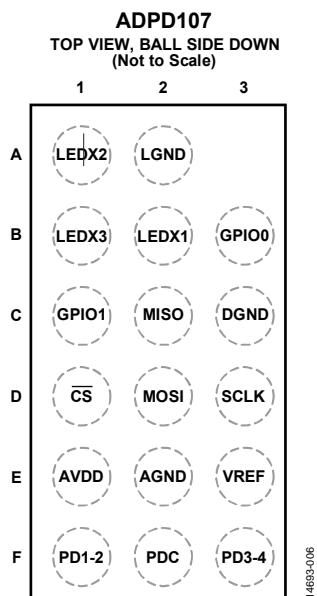 ADPD107
TOP VIEW, BALL SIDE DOWN
(Not to Scale)
1 2 3
A LEDX2 LGND
B LEDX3 LEDX1 GPIO0
C GPIO1 MISO DGND
D C̅S̅ MOSI SCLK
E AVDD AGND VREF
F PD1-2 PDC PD3-4
14693-006